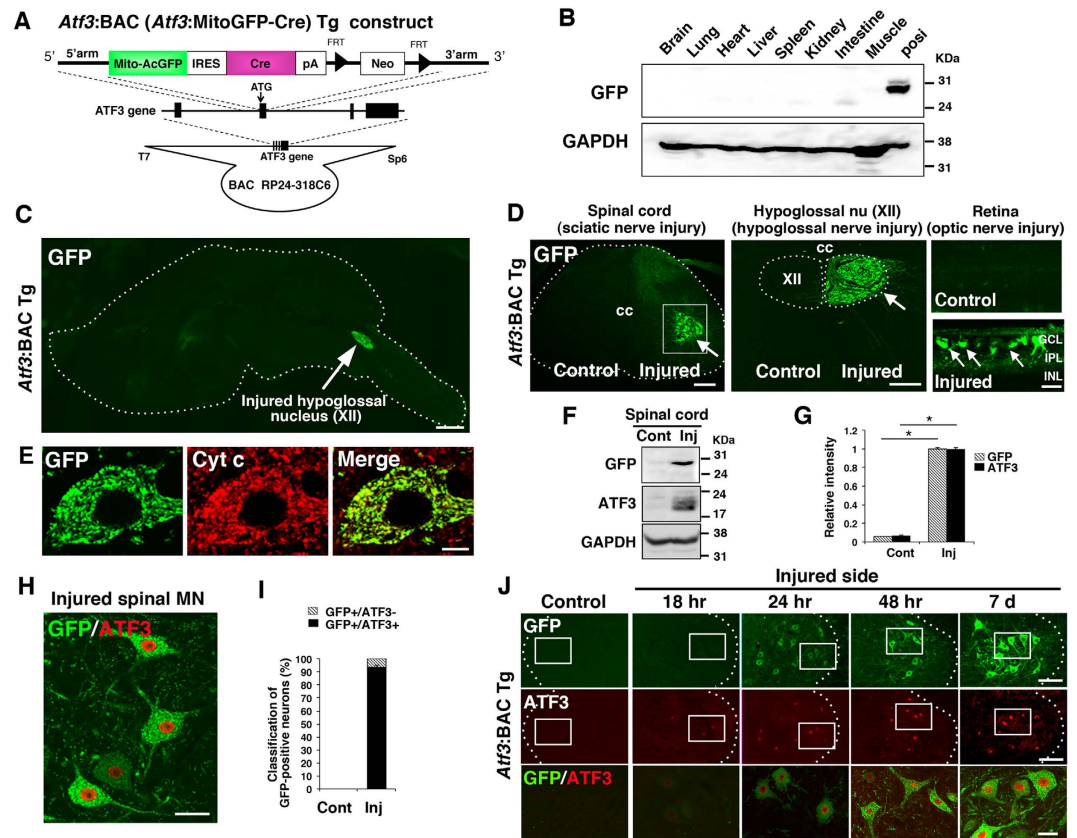 A
Atf3:BAC (Atf3:MitoGFP-Cre) Tg construct
5' 5'arm Mito-AcGFP IRES Cre pA FRT Neo FRT 3'arm 3'
ATG
ATF3 gene
ATF3 gene
T7 Sp6
BAC RP24-318C6
B
Brain Lung Heart Liver Spleen Kidney Intestine Muscle posi
KDa
GFP
31
24
GAPDH
38
31
C
GFP
Atf3:BAC Tg
Injured hypoglossal
nucleus (XII)
D
Spinal cord
(sciatic nerve injury)
Hypoglossal nu (XII)
(hypoglossal nerve injury)
Retina
(optic nerve injury)
Atf3:BAC Tg
GFP
cc
Control Injured
cc
XII
Control Injured
Control
GCL
IPL
INL
Injured
E
GFP
Cyt c
Merge
F
Spinal cord
Cont Inj
KDa
GFP
31
24
ATF3
24
17
GAPDH
38
31
G
Relative intensity
1.2
1
0.8
0.6
0.4
0.2
0
*
*
GFP
ATF3
Cont Inj
H
Injured spinal MN
GFP/ATF3
I
GFP+/ATF3-
GFP+/ATF3+
Classification of
GFP-positive neurons (%)
100
90
80
70
60
50
40
30
20
10
0
Cont Inj
J
Injured side
Control 18 hr 24 hr 48 hr 7 d
Atf3:BAC Tg
GFP
ATF3
GFP/ATF3